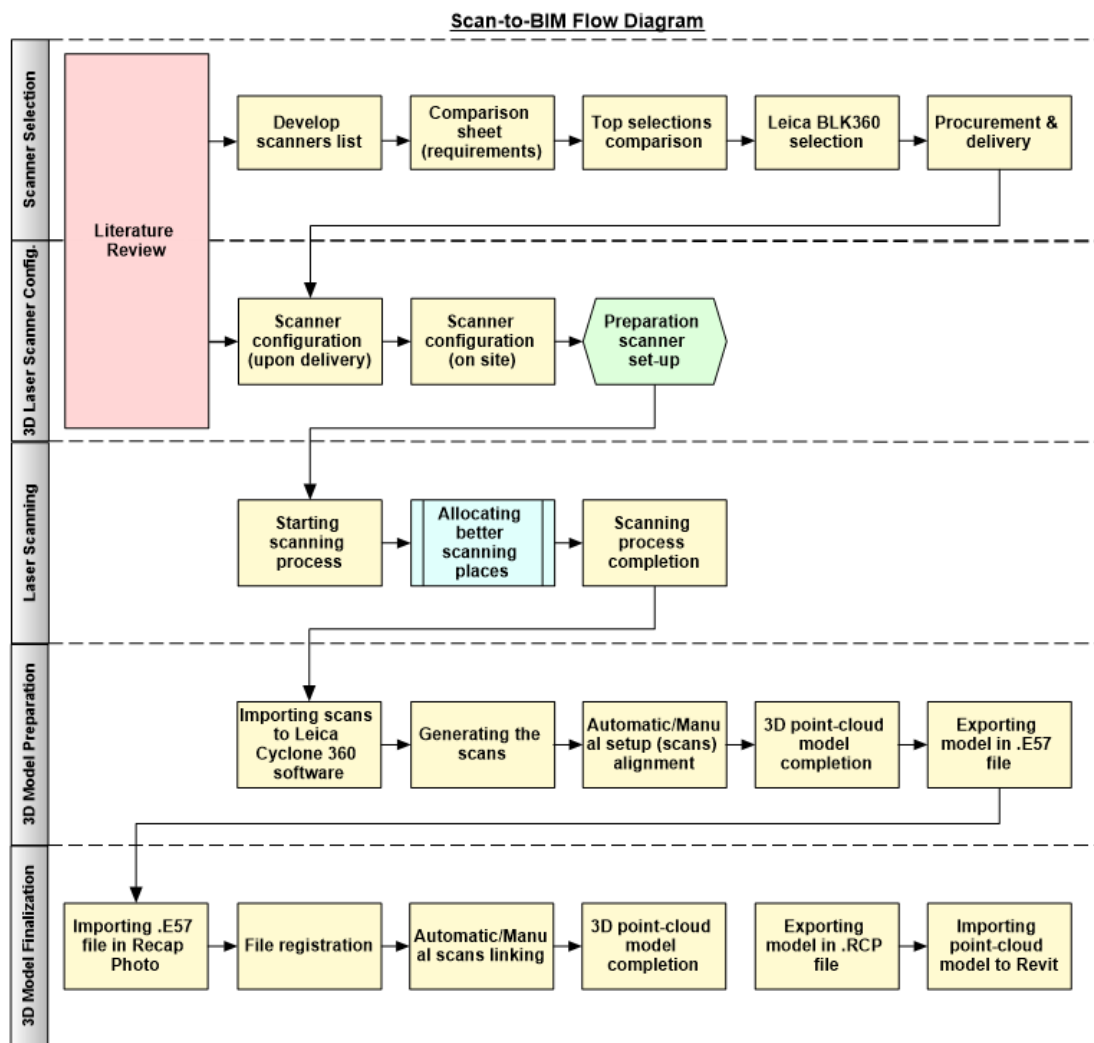 Scan-to-BIM Flow Diagram
Scanner Selection
Literature
Review
Develop
scanners list
Comparison
sheet
(requirements)
Top selections
comparison
Leica BLK360
selection
Procurement &
delivery
3D Laser Scanner Config.
Scanner
configuration
(upon delivery)
Scanner
configuration
(on site)
Preparation
scanner
set-up
Laser Scanning
Starting
scanning
process
Allocating
better
scanning
places
Scanning
process
completion
3D Model Preparation
Importing scans
to Leica
Cyclone 360
software
Generating the
scans
Automatic/Manu
al setup (scans)
alignment
3D point-cloud
model
completion
Exporting
model in .E57
file
3D Model Finalization
Importing .E57
file in Recap
Photo
File registration
Automatic/Manu
al scans linking
3D point-cloud
model
completion
Exporting
model in .RCP
file
Importing
point-cloud
model to Revit